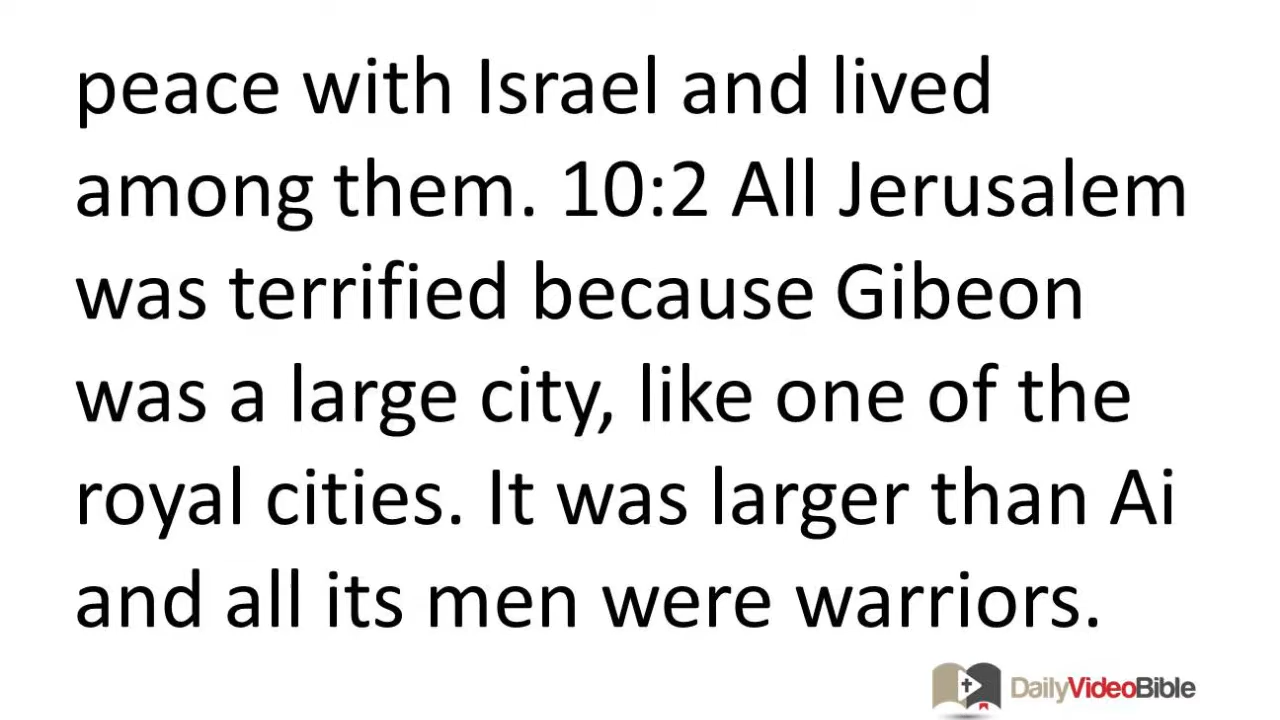 peace with Israel and lived
among them. 10:2 All Jerusalem
was terrified because Gibeon
was a large city, like one of the
royal cities. It was larger than Ai
and all its men were warriors.
DailyVideoBible